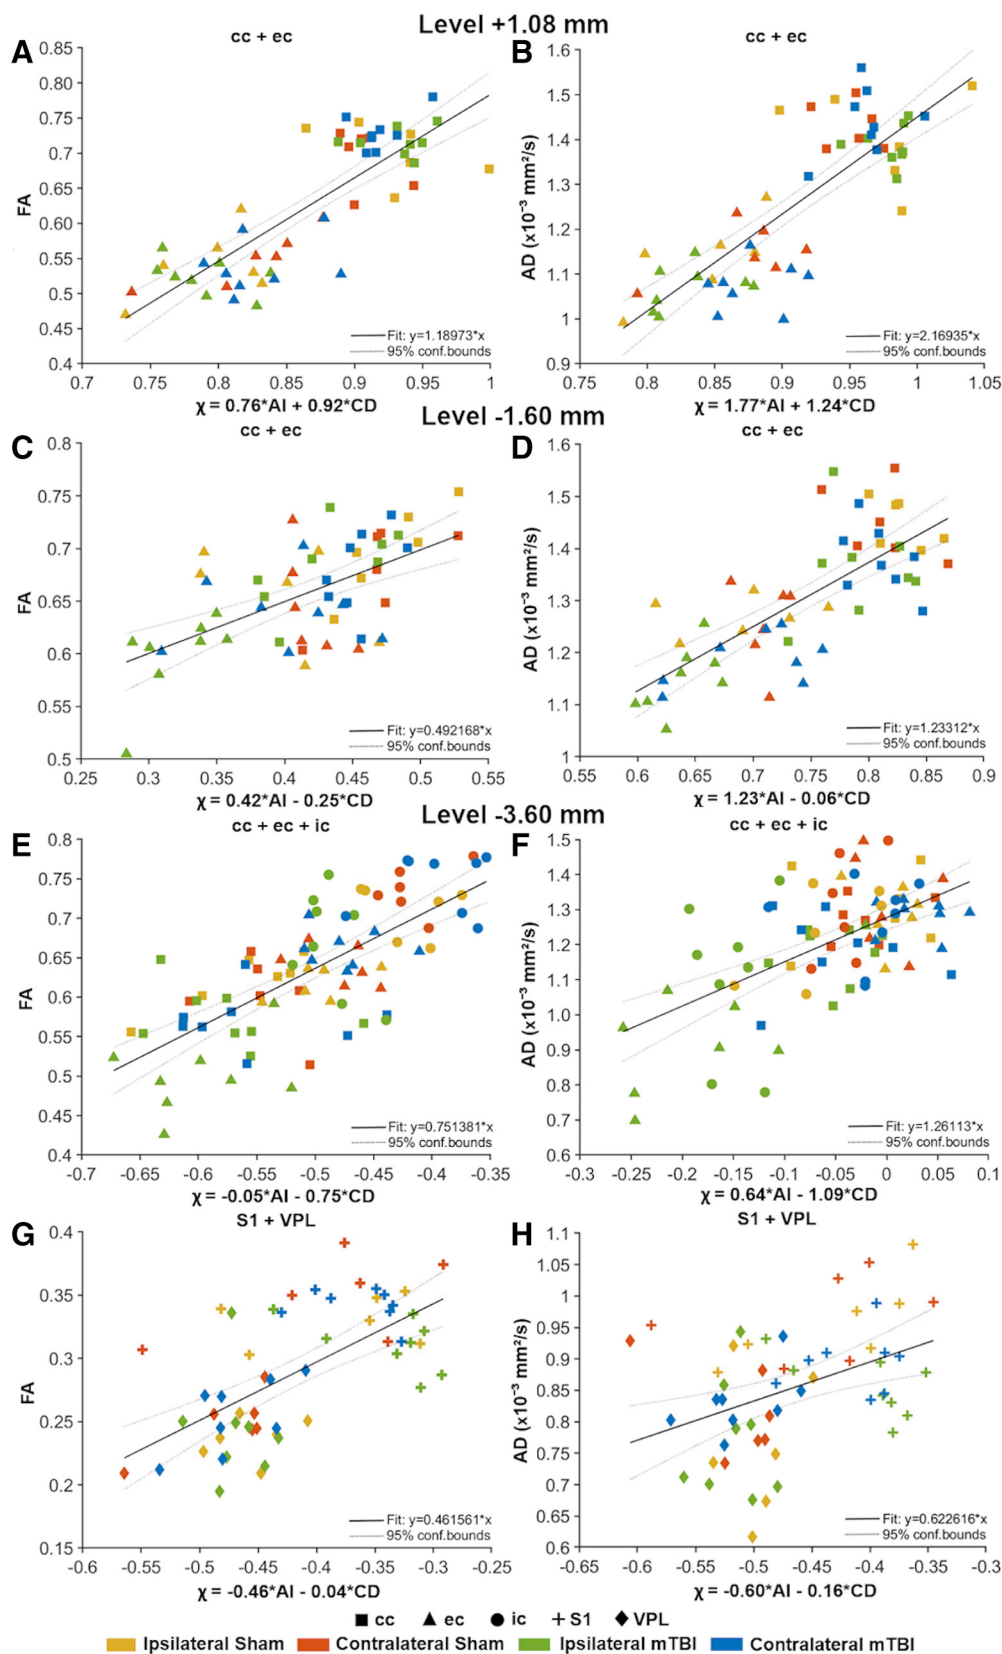 Level +1.08 mm
A
cc + ec
0.85
0.8
0.75
0.7
0.65
0.6
0.55
0.5
0.45
0.4
FA
Fit: y=1.18973*x
95% conf.bounds
0.7 0.75 0.8 0.85 0.9 0.95 1
χ = 0.76*AI + 0.92*CD
B
cc + ec
1.6
1.5
1.4
1.3
1.2
1.1
1
0.9
AD (x10⁻³ mm²/s)
Fit: y=2.16935*x
95% conf.bounds
0.75 0.8 0.85 0.9 0.95 1 1.05
χ = 1.77*AI + 1.24*CD
Level -1.60 mm
C
cc + ec
0.8
0.75
0.7
0.65
0.6
0.55
0.5
FA
Fit: y=0.492168*x
95% conf.bounds
0.25 0.3 0.35 0.4 0.45 0.5 0.55
χ = 0.42*AI - 0.25*CD
D
cc + ec
1.6
1.5
1.4
1.3
1.2
1.1
1
AD (x10⁻³ mm²/s)
Fit: y=1.23312*x
95% conf.bounds
0.55 0.6 0.65 0.7 0.75 0.8 0.85 0.9
χ = 1.23*AI - 0.06*CD
Level -3.60 mm
E
cc + ec + ic
0.8
0.75
0.7
0.65
0.6
0.55
0.5
0.45
0.4
FA
Fit: y=0.751381*x
95% conf.bounds
-0.7 -0.65 -0.6 -0.55 -0.5 -0.45 -0.4 -0.35
χ = -0.05*AI - 0.75*CD
F
cc + ec + ic
1.5
1.4
1.3
1.2
1.1
1.0
0.9
0.8
0.7
0.6
AD (x10⁻³ mm²/s)
Fit: y=1.26113*x
95% conf.bounds
-0.3 -0.2 -0.1 0 0.1
χ = 0.64*AI - 1.09*CD
G
S1 + VPL
0.4
0.35
0.3
0.25
0.2
0.15
FA
Fit: y=0.461561*x
95% conf.bounds
-0.6 -0.55 -0.5 -0.45 -0.4 -0.35 -0.3 -0.25
χ = -0.46*AI - 0.04*CD
H
S1 + VPL
1.1
1.05
1
0.95
0.9
0.85
0.8
0.75
0.7
0.65
0.6
AD (x10⁻³ mm²/s)
Fit: y=0.622616*x
95% conf.bounds
-0.65 -0.6 -0.55 -0.5 -0.45 -0.4 -0.35 -0.3
χ = -0.60*AI - 0.16*CD
cc ec ic S1 VPL
Ipsilateral Sham Contralateral Sham Ipsilateral mTBI Contralateral mTBI